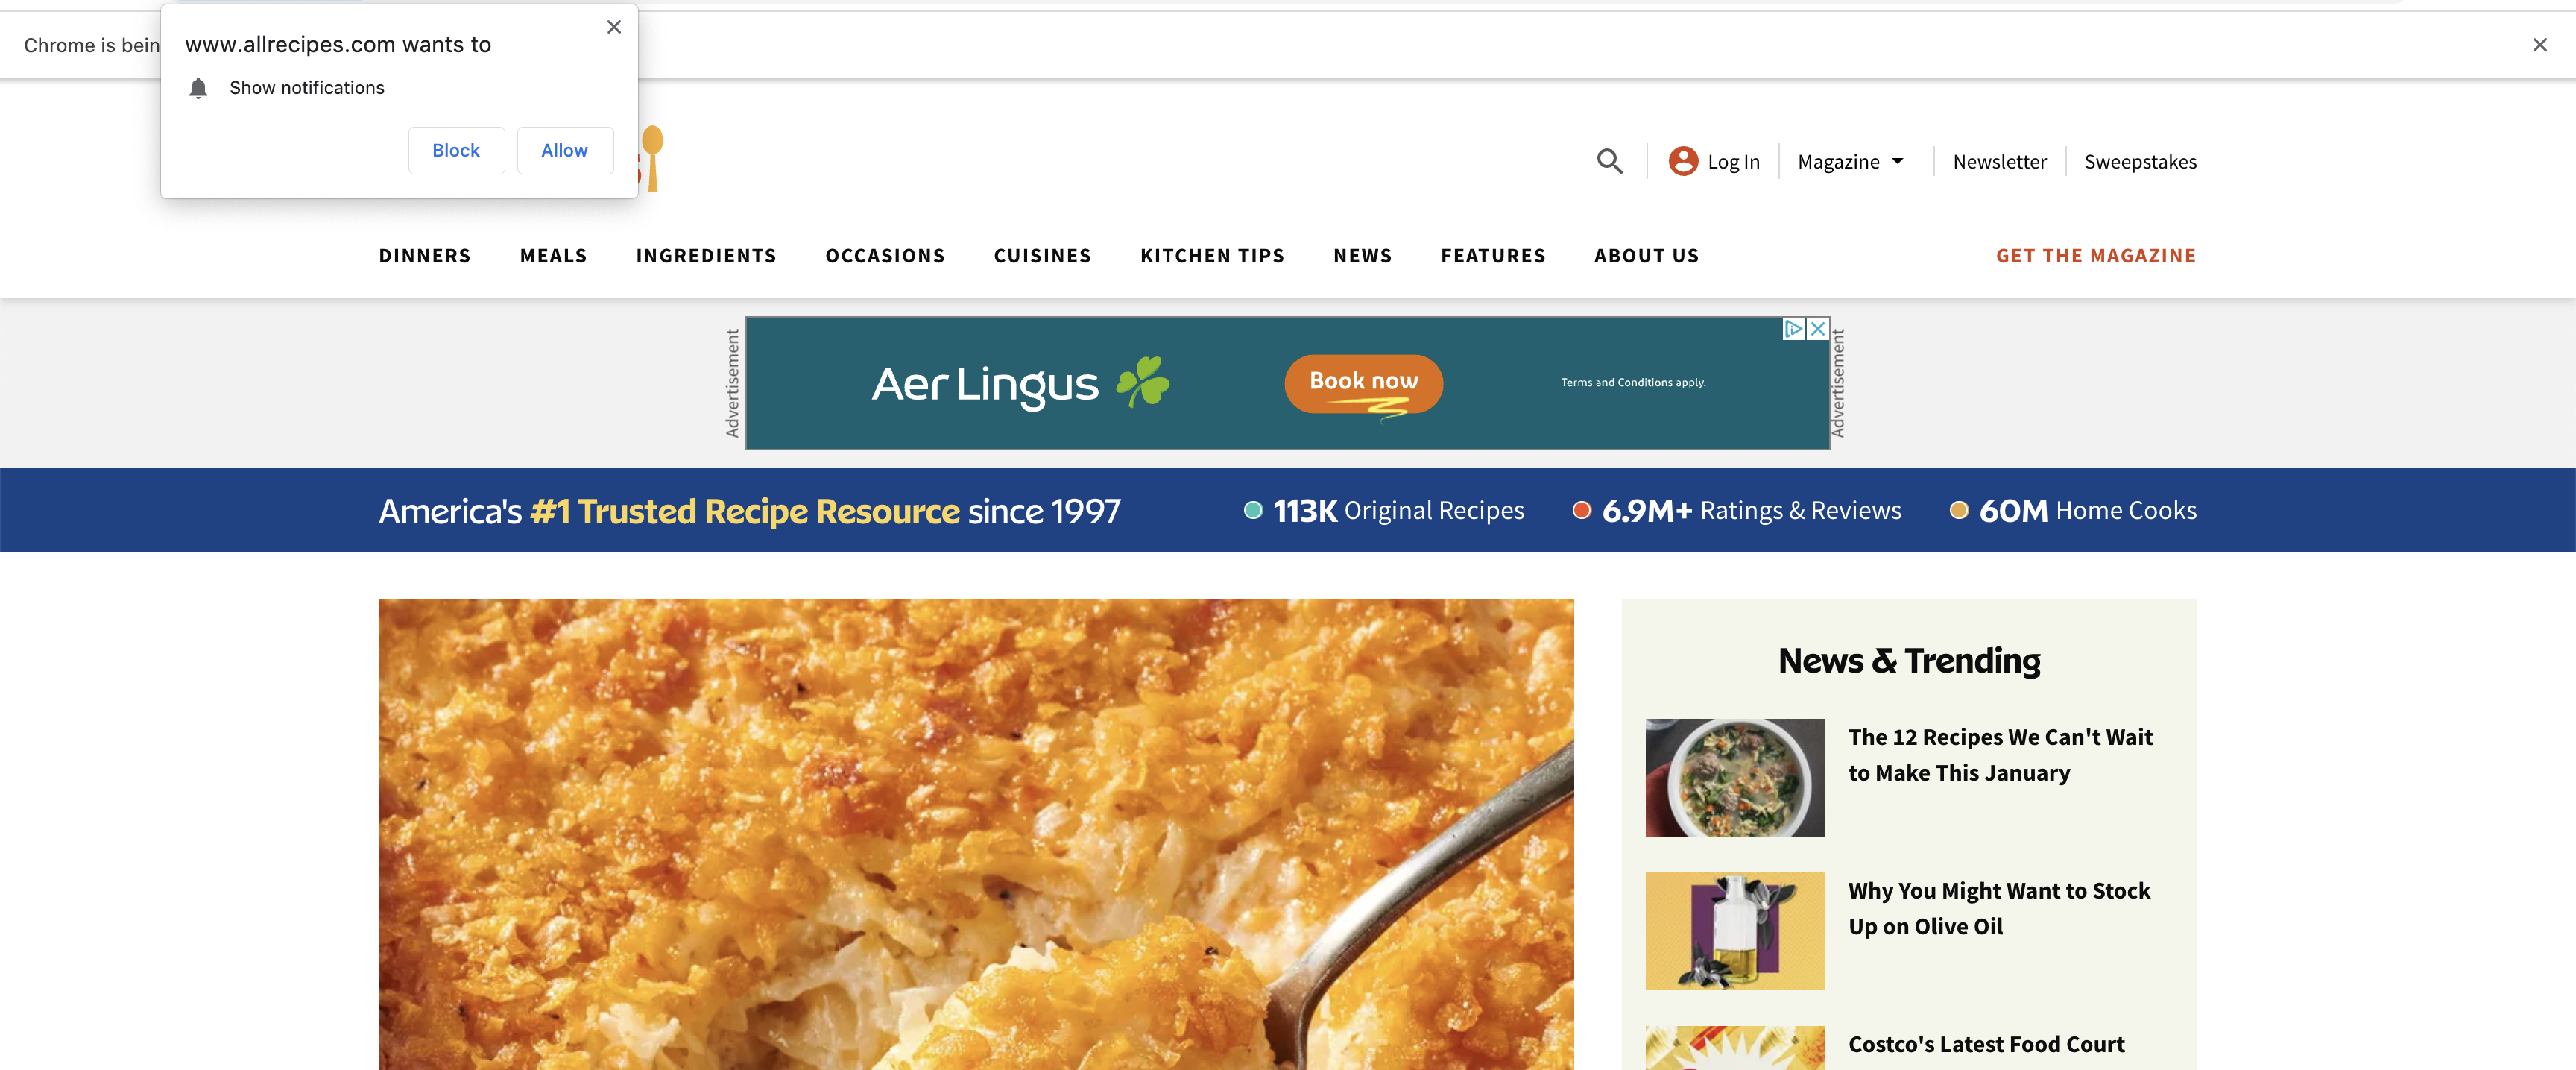 Chrome is bein
www.allrecipes.com wants to
Show notifications
Block
Allow
Log In
Magazine
Newsletter
Sweepstakes
DINNERS
MEALS
INGREDIENTS
OCCASIONS
CUISINES
KITCHEN TIPS
NEWS
FEATURES
ABOUT US
GET THE MAGAZINE
Advertisement
Aer Lingus
Book now
Terms and Conditions apply.
Advertisement
America's #1 Trusted Recipe Resource since 1997
113K Original Recipes
6.9M+ Ratings & Reviews
60M Home Cooks
News & Trending
The 12 Recipes We Can't Wait
to Make This January
Why You Might Want to Stock
Up on Olive Oil
Costco's Latest Food Court